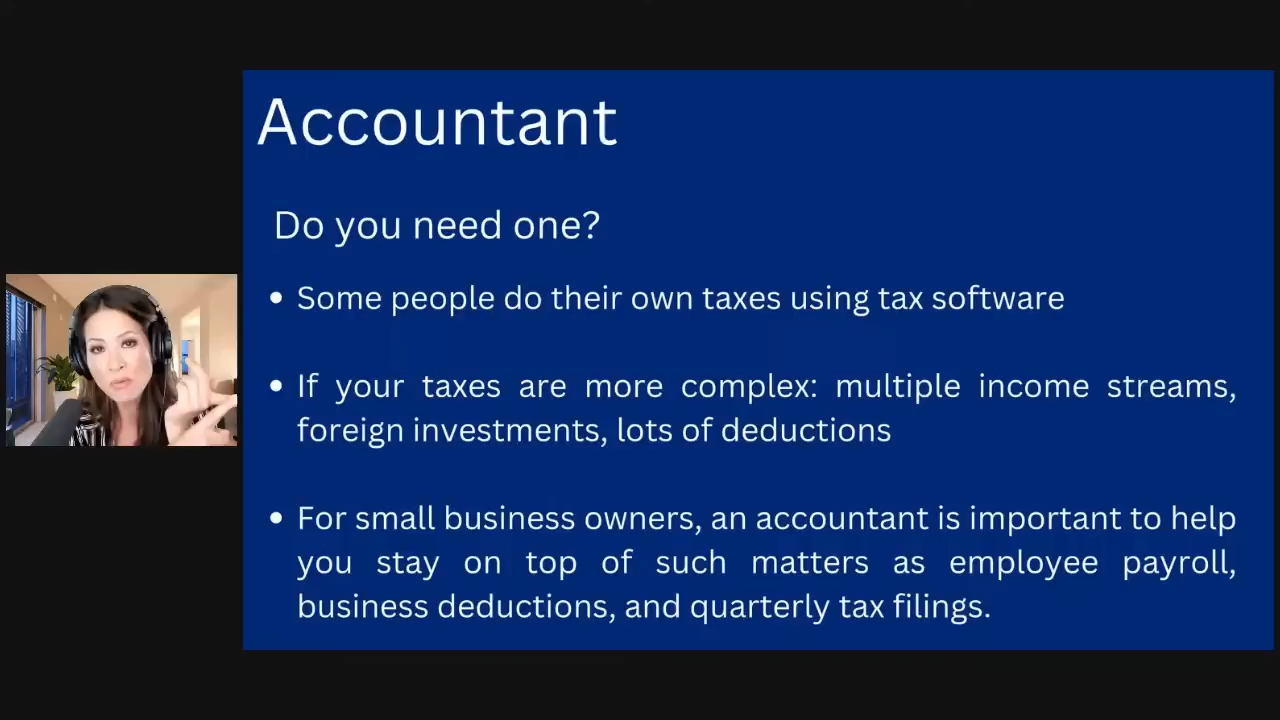 Accountant
Do you need one?
• Some people do their own taxes using tax software
• If your taxes are more complex: multiple income streams,
foreign investments, lots of deductions
• For small business owners, an accountant is important to help
you stay on top of such matters as employee payroll,
business deductions, and quarterly tax filings.